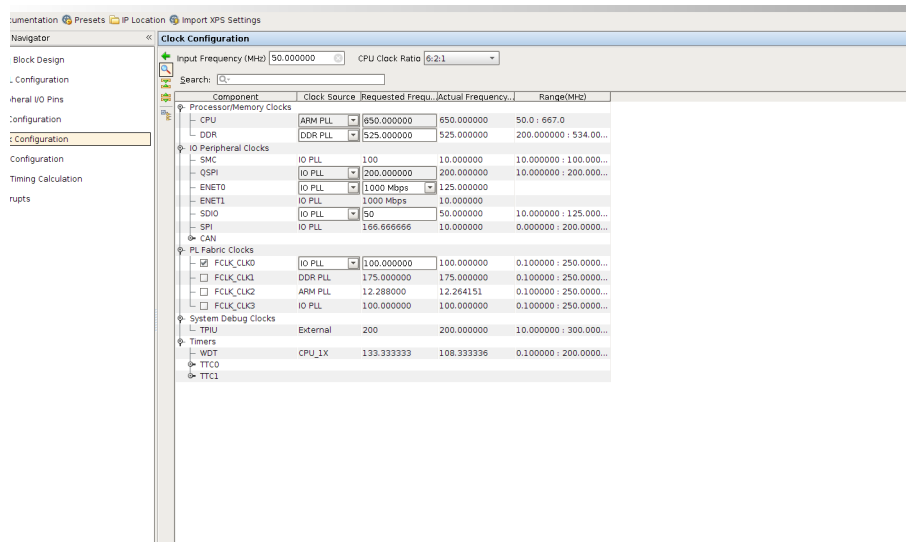 cumentation Presets IP Location Import XPS Settings
Navigator « Clock Configuration
Block Design
Input Frequency (MHz) 50.000000 CPU Clock Ratio 6:2:1
Configuration
Search:
heral I/O Pins
Component Clock Source Requested Frequ... Actual Frequency... Range(MHz)
Processor/Memory Clocks
Configuration
CPU ARM PLL 650.000000 650.000000 50.0 : 667.0
Configuration
DDR DDR PLL 525.000000 525.000000 200.000000 : 534.00...
IO Peripheral Clocks
Configuration
SMC IO PLL 100 10.000000 10.000000 : 100.000...
QSPI IO PLL 200.000000 200.000000 10.000000 : 200.000...
Timing Calculation
ENET0 IO PLL 1000 Mbps 125.000000
rupts
ENET1 IO PLL 1000 Mbps 10.000000
SDIO IO PLL 50 50.000000 10.000000 : 125.000...
SPI IO PLL 166.666666 10.000000 0.000000 : 200.0000...
CAN
PL Fabric Clocks
FCLK_CLK0 IO PLL 100.000000 100.000000 0.100000 : 250.0000...
FCLK_CLK1 DDR PLL 175.000000 175.000000 0.100000 : 250.0000...
FCLK_CLK2 ARM PLL 12.288000 12.264151 0.100000 : 250.0000...
FCLK_CLK3 IO PLL 100.000000 100.000000 0.100000 : 250.0000...
System Debug Clocks
TPIU External 200 200.000000 10.000000 : 300.000...
Timers
WDT CPU_1X 133.333333 108.333336 0.100000 : 200.0000...
TTC0
TTC1